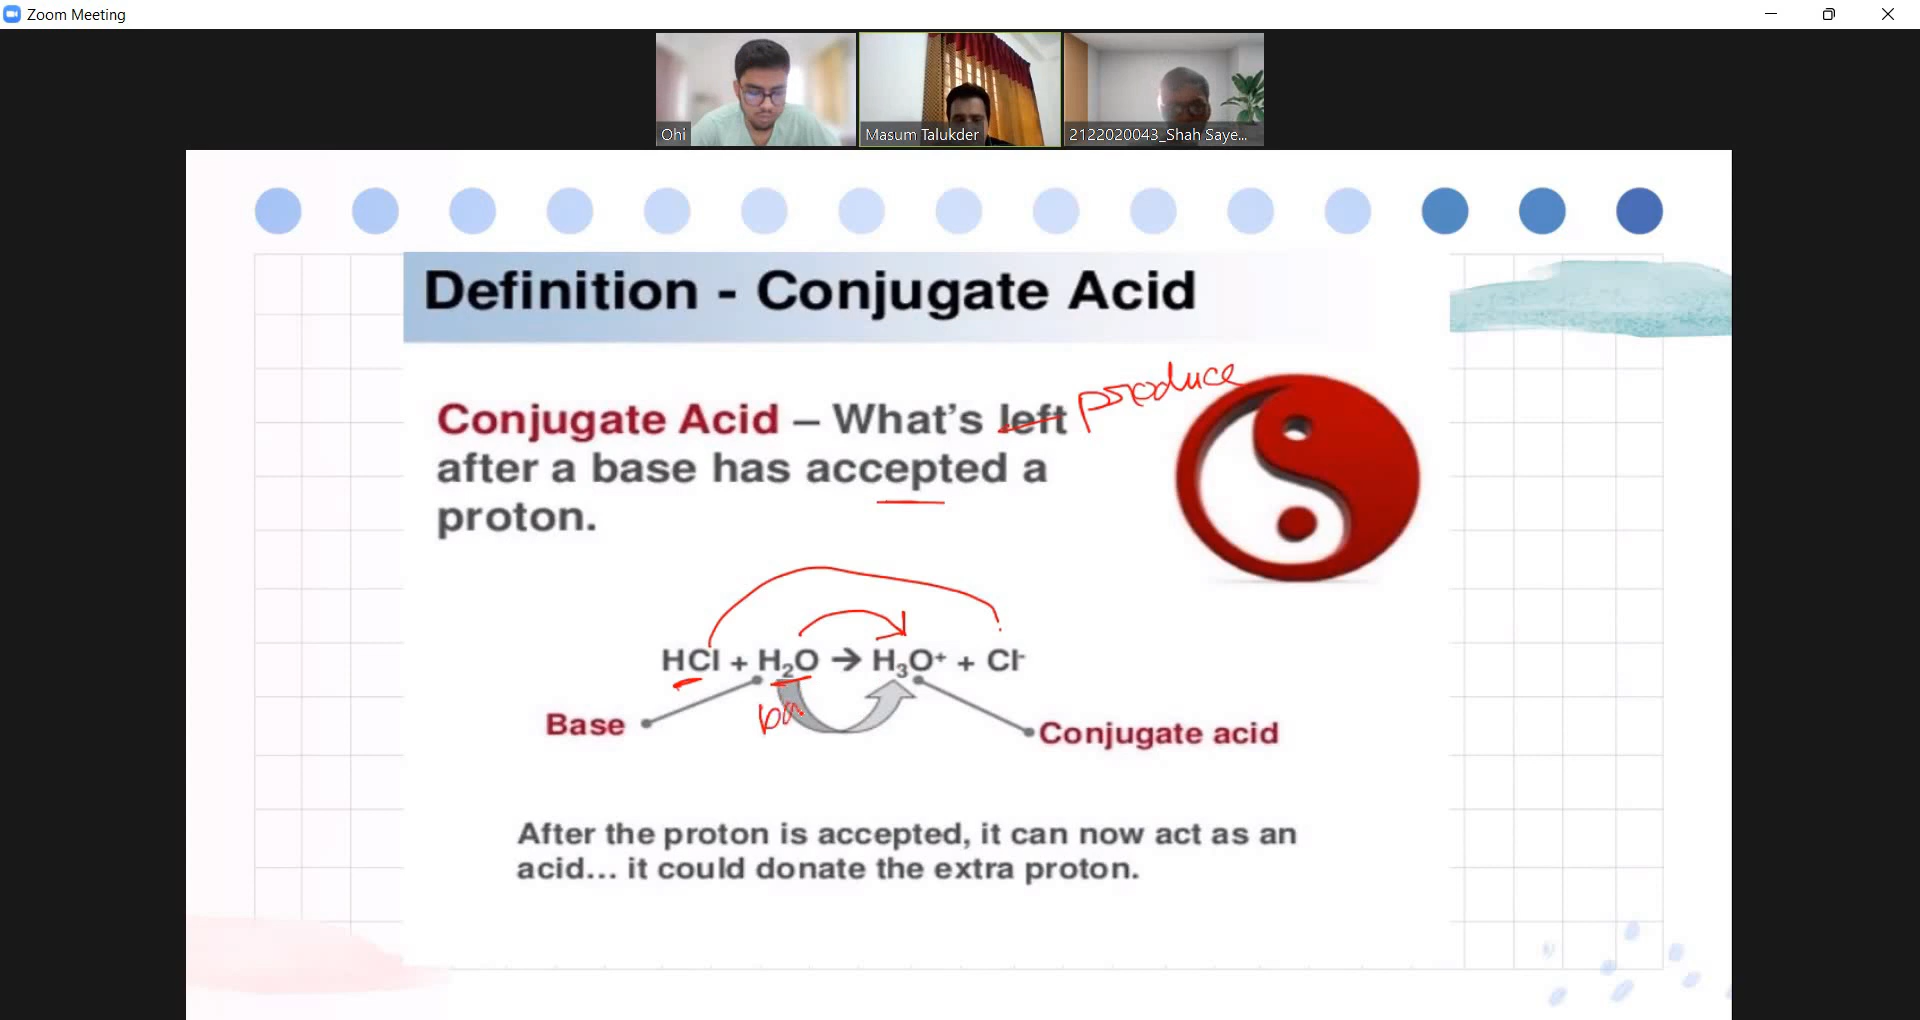 Zoom Meeting
Ohi
Masum Talukder
2122020043_Shah Saye...
Definition - Conjugate Acid
produce
Conjugate Acid – What's left
after a base has accepted a
proton.
HCl + H₂O → H₃O⁺ + Cl⁻
ba
Base
Conjugate acid
After the proton is accepted, it can now act as an
acid... it could donate the extra proton.